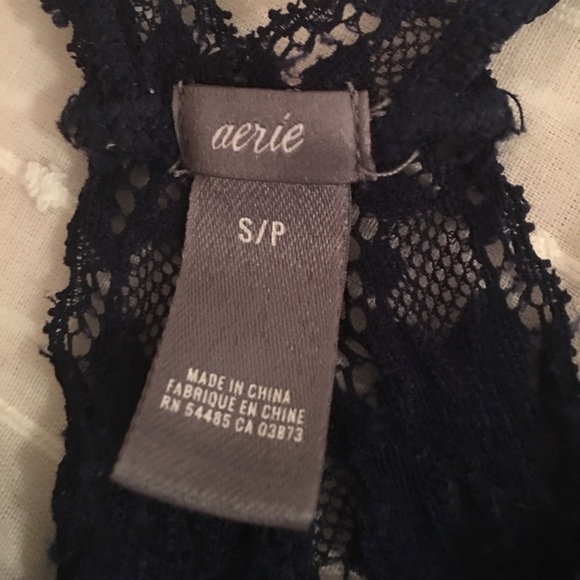 aerie
S/P
MADE IN CHINA
FABRIQUE EN CHINE
RN 54485 CA 03873